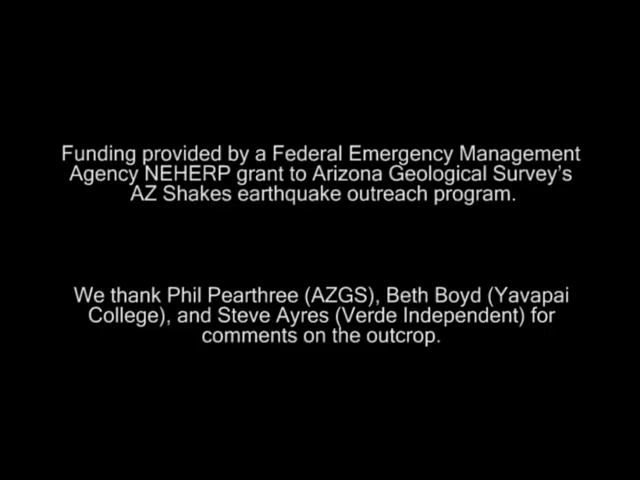 Funding provided by a Federal Emergency Management
Agency NEHERP grant to Arizona Geological Survey's
AZ Shakes earthquake outreach program.
We thank Phil Pearthree (AZGS), Beth Boyd (Yavapai
College), and Steve Ayres (Verde Independent) for
comments on the outcrop.